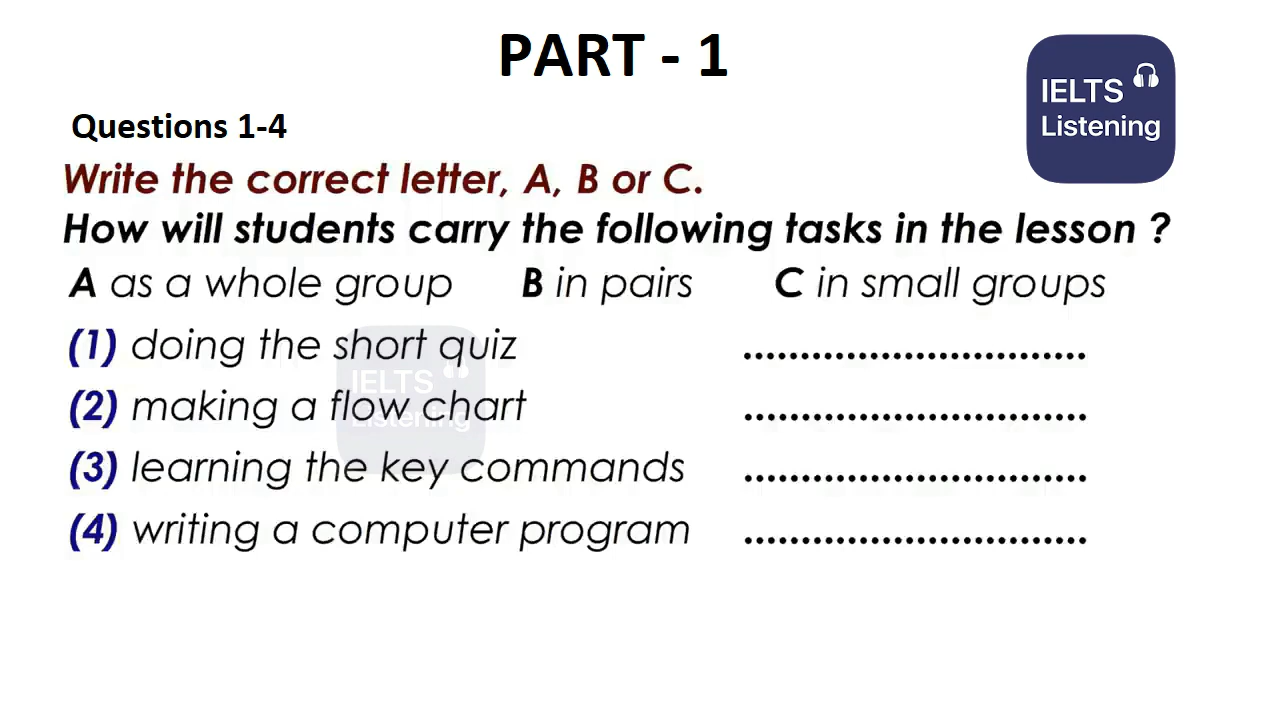 PART - 1
IELTS
Listening
Questions 1-4
Write the correct letter, A, B or C.
How will students carry the following tasks in the lesson ?
A as a whole group B in pairs C in small groups
(1) doing the short quiz ..............................
(2) making a flow chart ..............................
(3) learning the key commands ..............................
(4) writing a computer program ..............................
IELTS
Listening